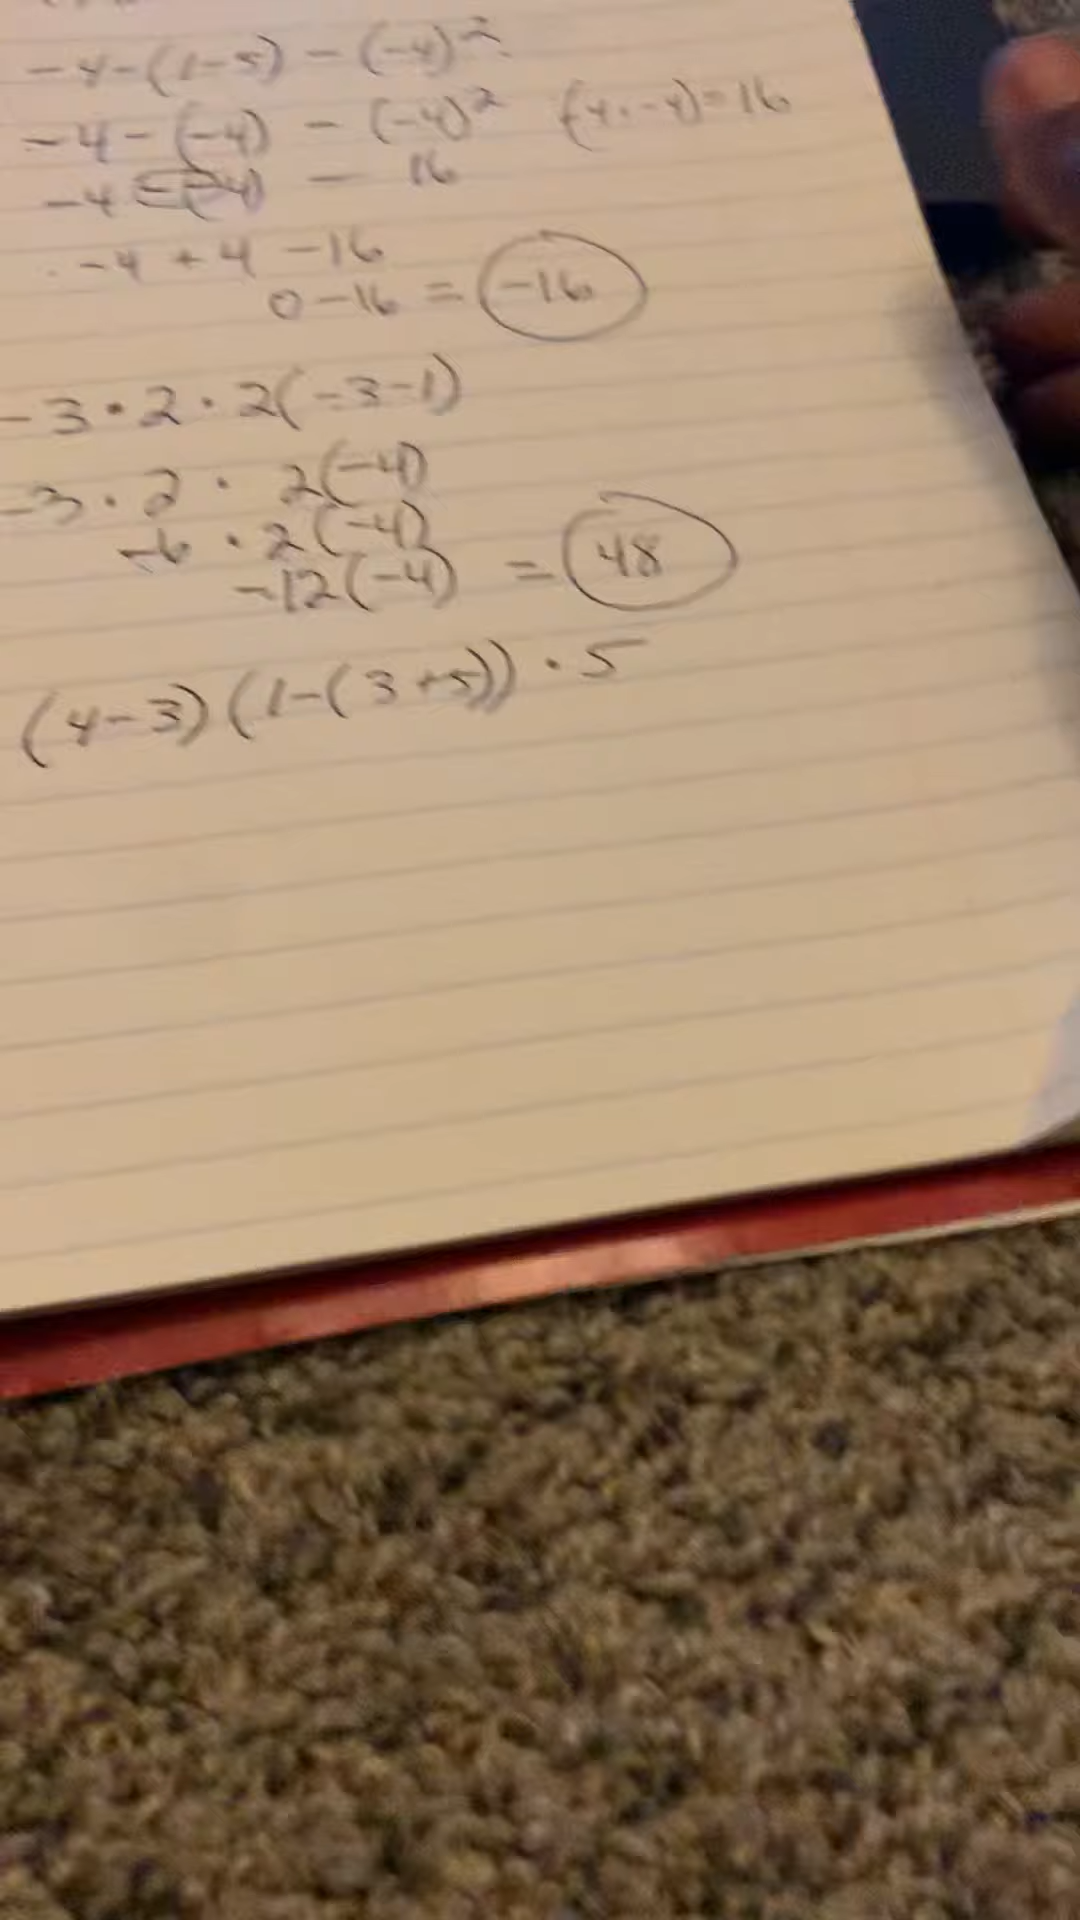 -4-(1-5) - (-4)²
-4 - (-4) - (-4)² (-4·-4)=16
-4 -(-4) - 16
-4 + 4 -16
0-16 = -16
-3·2·2(-3-1)
-3·2·2(-4)
-6·2(-4)
-12(-4) = 48
(4-3)(1-(3+5))·5